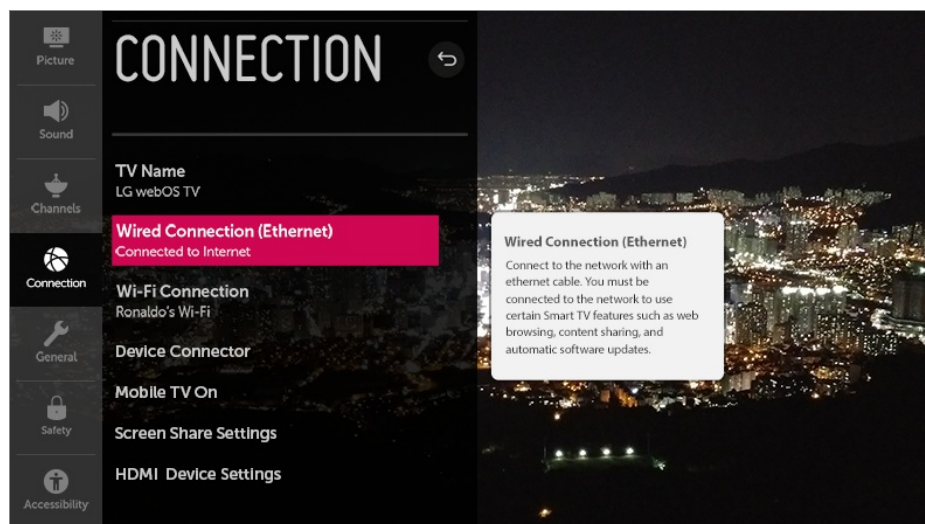 Picture
Sound
Channels
Connection
General
Safety
Accessibility
CONNECTION
TV Name
LG webOS TV
Wired Connection (Ethernet)
Connected to Internet
Wi-Fi Connection
Ronaldo's Wi-Fi
Device Connector
Mobile TV On
Screen Share Settings
HDMI Device Settings
Wired Connection (Ethernet)
Connect to the network with an
ethernet cable. You must be
connected to the network to use
certain Smart TV features such as web
browsing, content sharing, and
automatic software updates.